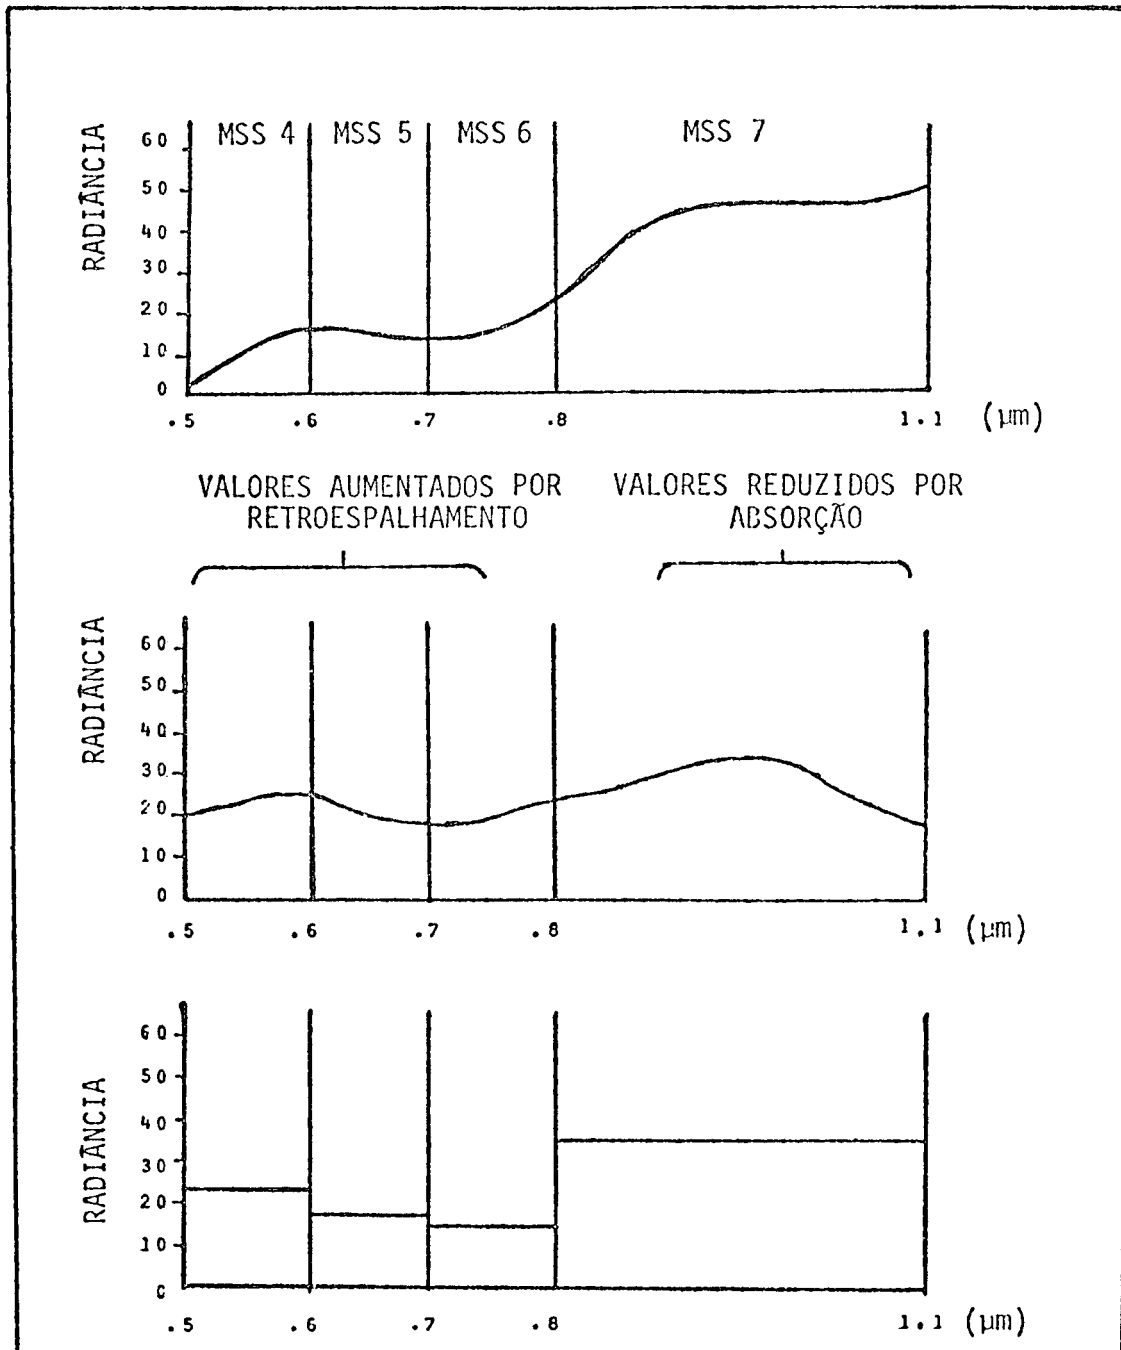 MSS 4 MSS 5 MSS 6 MSS 7
RADIÂNCIA
60
50
40
30
20
10
0
.5 .6 .7 .8 1.1 (µm)
VALORES AUMENTADOS POR
RETROESPALHAMENTO
VALORES REDUZIDOS POR
ABSORÇÃO
RADIÂNCIA
60
50
40
30
20
10
0
.5 .6 .7 .8 1.1 (µm)
RADIÂNCIA
60
50
40
30
20
10
0
.5 .6 .7 .8 1.1 (µm)